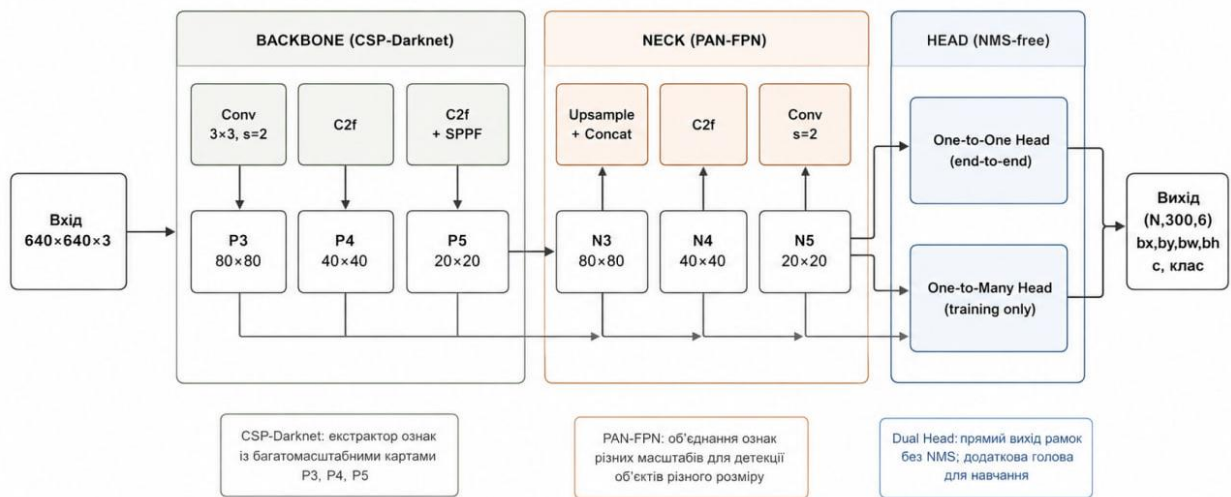 BACKBONE (CSP-Darknet)
NECK (PAN-FPN)
HEAD (NMS-free)
Conv
3×3, s=2
C2f
C2f
+ SPPF
Upsample
+ Concat
C2f
Conv
s=2
One-to-One Head
(end-to-end)
Вхід
640×640×3
P3
80×80
P4
40×40
P5
20×20
N3
80×80
N4
40×40
N5
20×20
One-to-Many Head
(training only)
Вихід
(N,300,6)
bx,by,bw,bh
c, клас
CSP-Darknet: екстрактор ознак
із багатомасштабними картами
P3, P4, P5
PAN-FPN: об'єднання ознак
різних масштабів для детекції
об'єктів різного розміру
Dual Head: прямий вихід рамок
без NMS; додаткова голова
для навчання